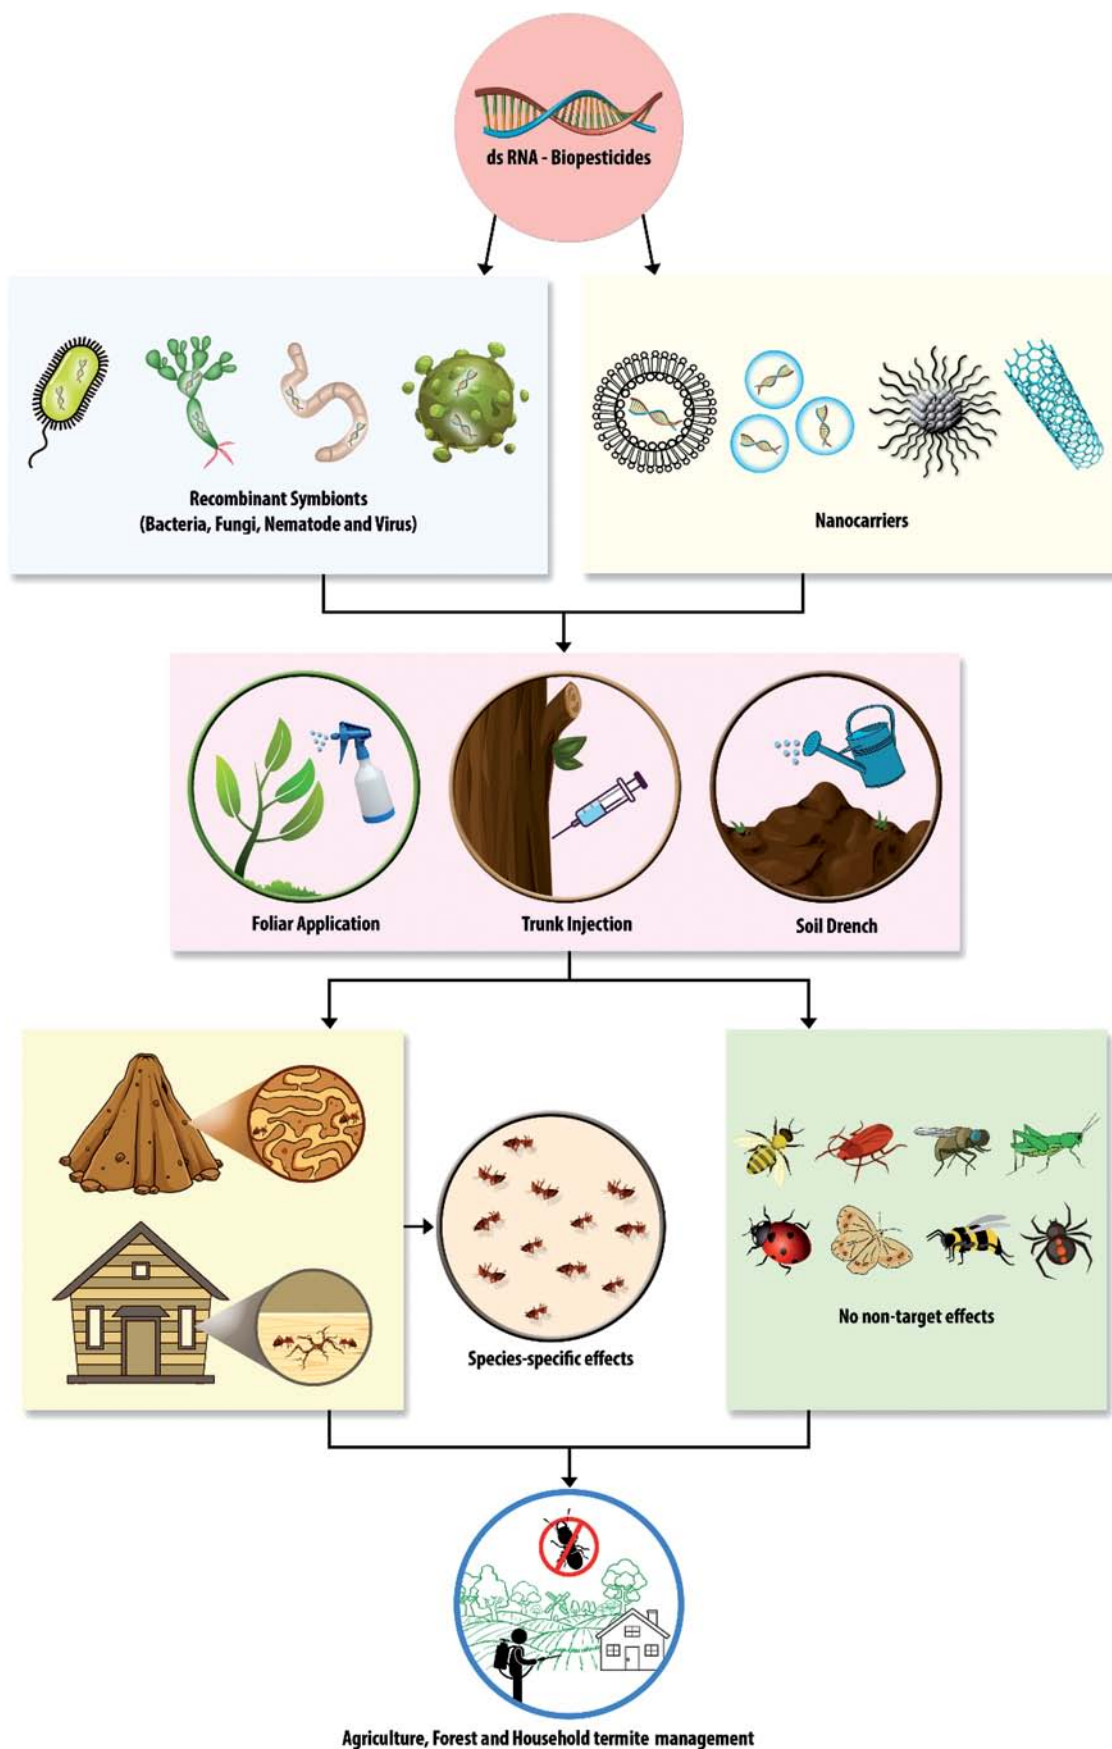 ds RNA - Biopesticides
Recombinant Symbionts
(Bacteria, Fungi, Nematode and Virus)
Nanocarriers
Foliar Application
Trunk Injection
Soil Drench
Species-specific effects
No non-target effects
Agriculture, Forest and Household termite management